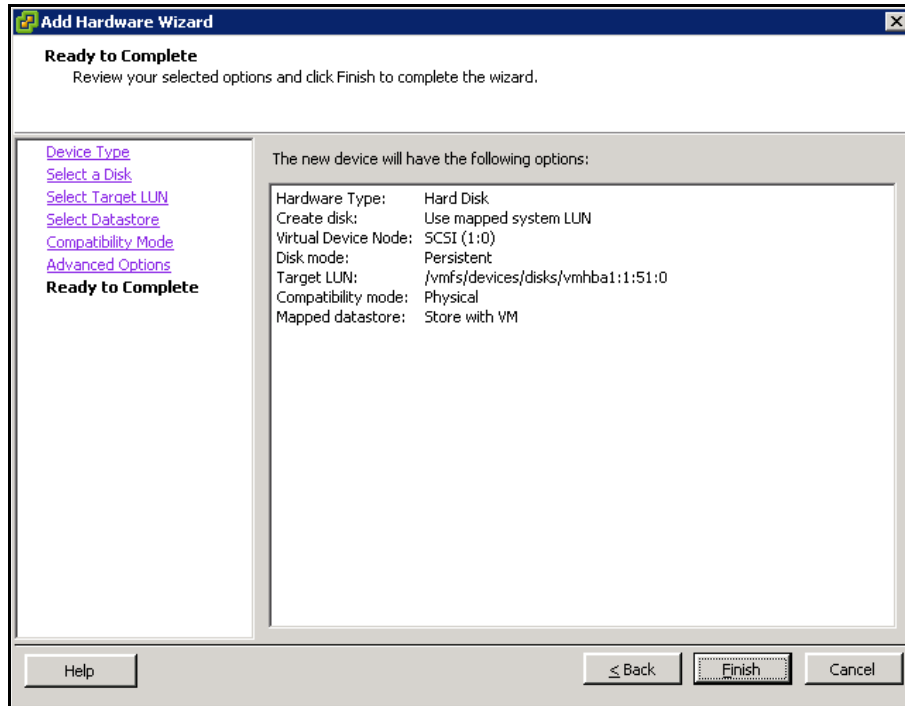 Add Hardware Wizard
Ready to Complete
Review your selected options and click Finish to complete the wizard.
Device Type
Select a Disk
Select Target LUN
Select Datastore
Compatibility Mode
Advanced Options
Ready to Complete
The new device will have the following options:
Hardware Type: Hard Disk
Create disk: Use mapped system LUN
Virtual Device Node: SCSI (1:0)
Disk mode: Persistent
Target LUN: /vmfs/devices/disks/vmhba1:1:51:0
Compatibility mode: Physical
Mapped datastore: Store with VM
Help
< Back
Finish
Cancel